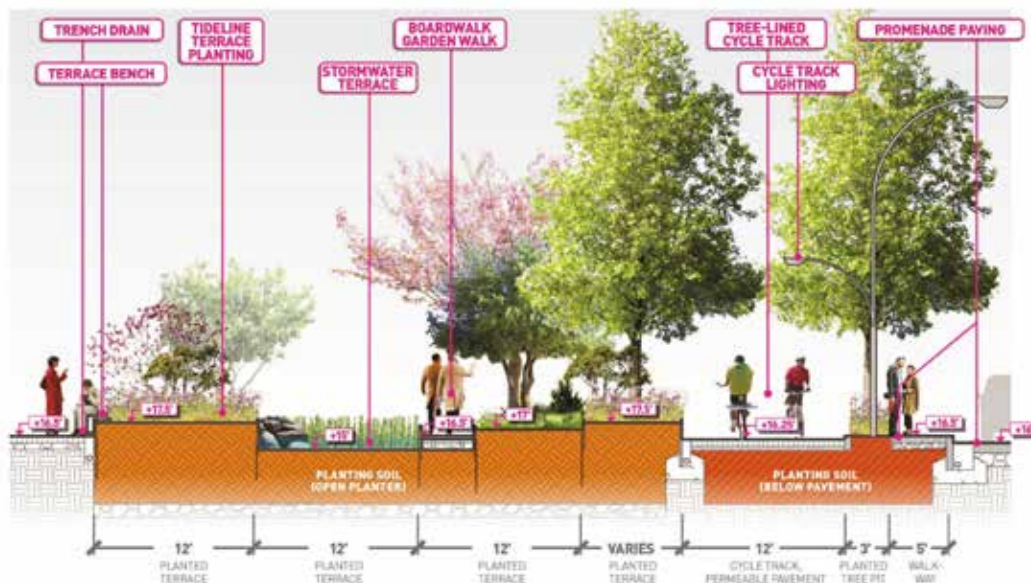 TRENCH DRAIN
TERRACE BENCH
TIDELINE
TERRACE
PLANTING
STORMWATER
TERRACE
BOARDWALK
GARDEN WALK
TREE-LINED
CYCLE TRACK
CYCLE TRACK
LIGHTING
PROMENADE PAVING
+16.5'
+17.5'
+15'
+16.5'
+17'
+17.5'
+16.25'
+16.5'
PLANTING SOIL
(OPEN PLANTER)
PLANTING SOIL
(BELOW PAVEMENT)
12'
PLANTED
TERRACE
12'
PLANTED
TERRACE
12'
PLANTED
TERRACE
VARIES
PLANTED
TERRACE
12'
CYCLE TRACK,
PERMEABLE PAVEMENT
3'
PLANTED
TREE PIT
5'
WALK-
WAY